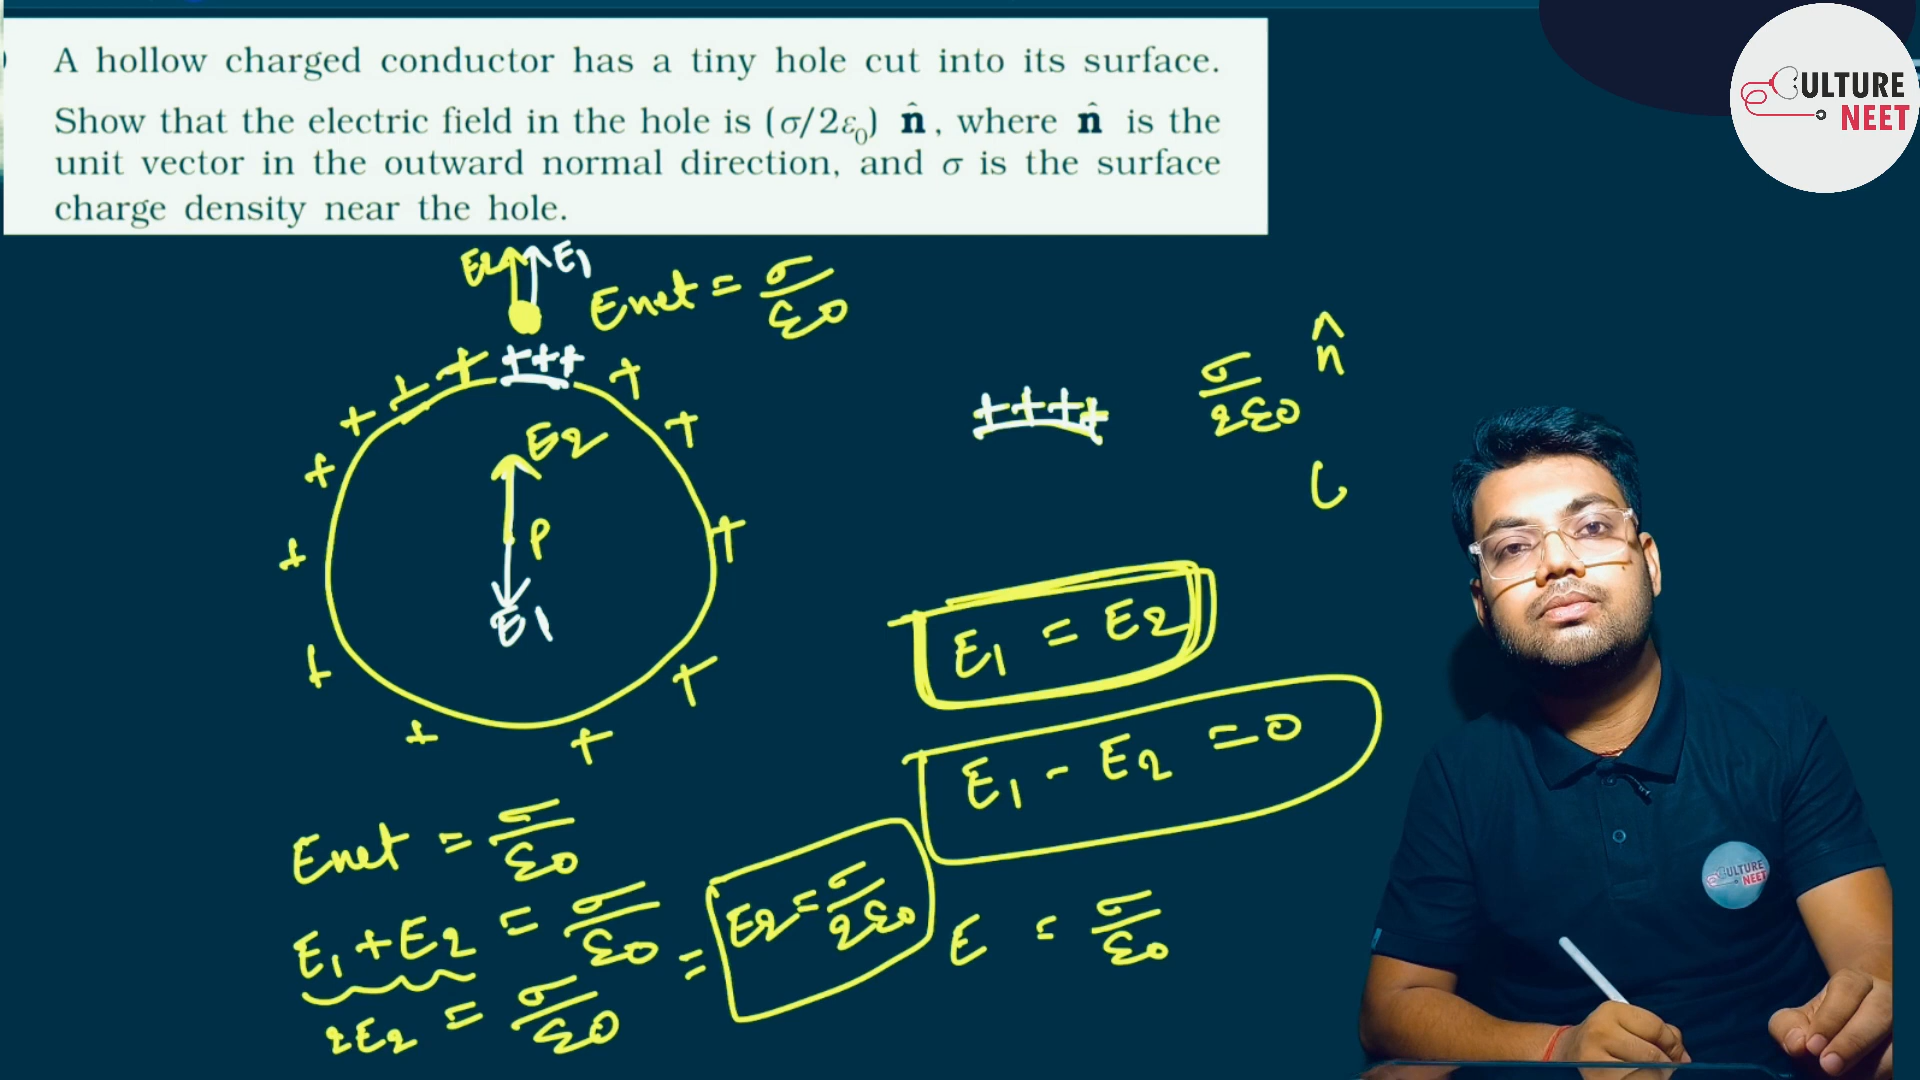 A hollow charged conductor has a tiny hole cut into its surface.
Show that the electric field in the hole is (σ/2ε₀) n̂, where n̂ is the
unit vector in the outward normal direction, and σ is the surface
charge density near the hole.
CULTURE
NEET
E2 E1
Enet = σ/ε0
+ + + +++ +
+ +
+ +
+ +
+ +
+ +
E2
P
E1
++++
σ/2ε0 n̂
E1 = E2
E1 - E2 = 0
Enet = σ/ε0
E1 + E2 = σ/ε0
2E2 = σ/ε0 = E2 = σ/2ε0
E = σ/ε0
CULTURE
NEET